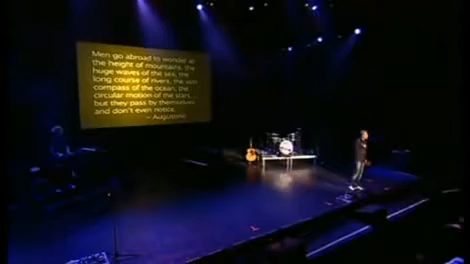 Men go abroad to wonder at
the height of mountains, the
huge waves of the sea, the
long course of rivers, the vast
compass of the ocean, the
circular motion of the stars...
but they pass by themselves
and don't even notice.
– Augustine